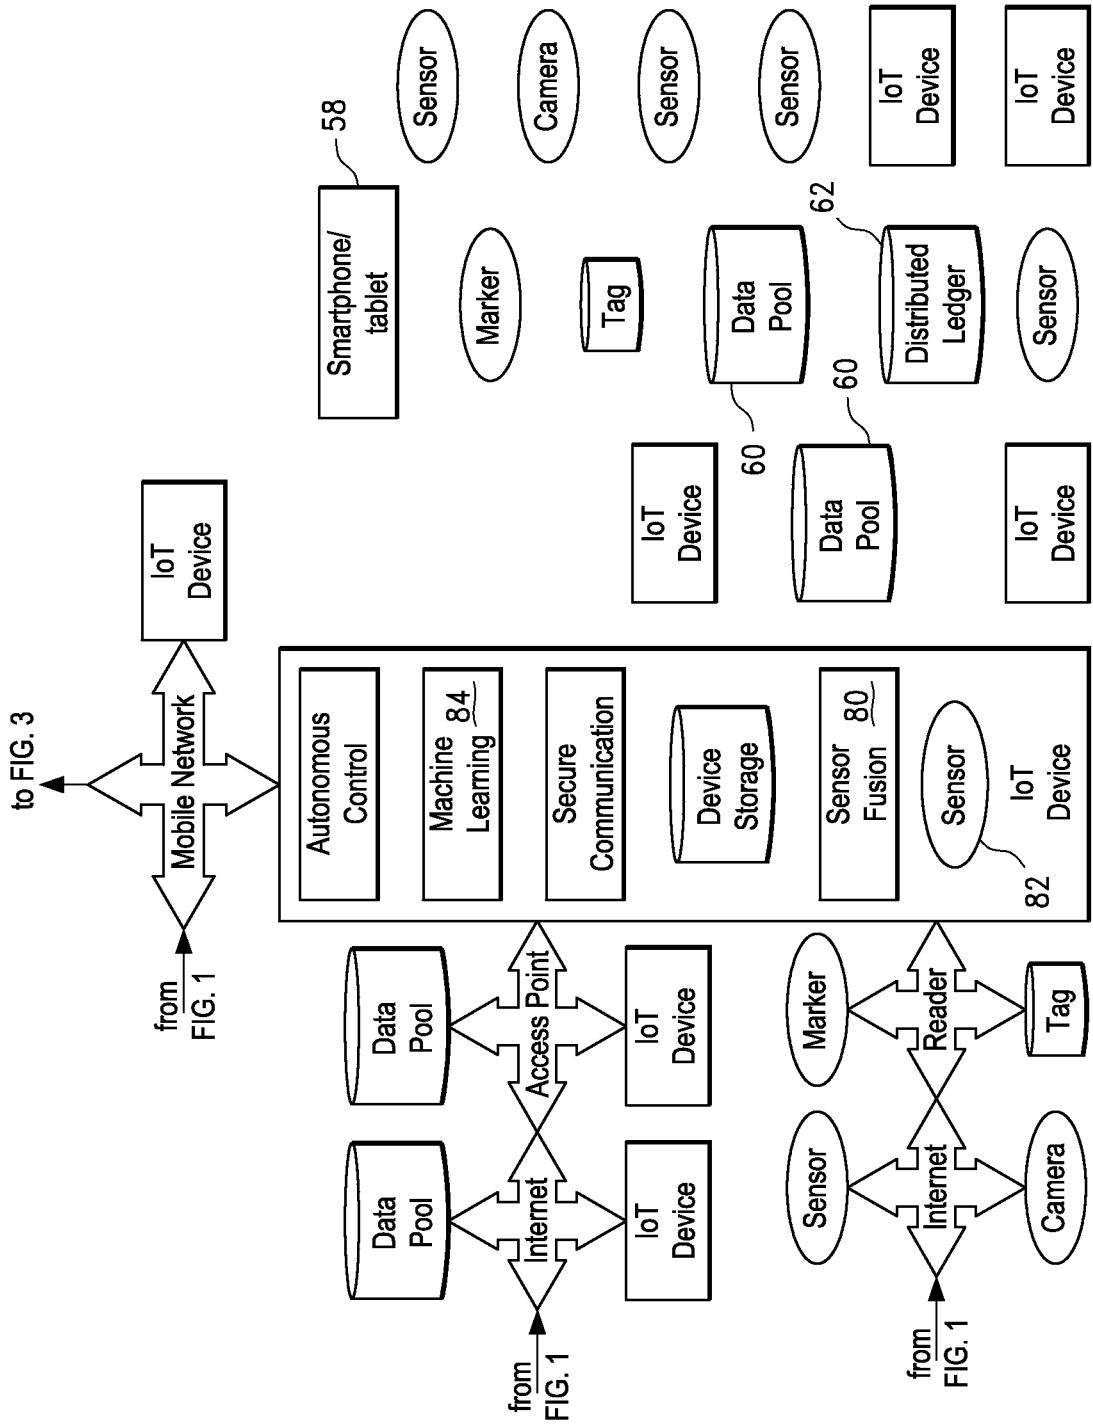 to FIG. 3
from
FIG. 1
Mobile Network
IoT
Device
Smartphone/
tablet
58
from
FIG. 1
Data
Pool
Internet
IoT
Device
Data
Pool
Access Point
IoT
Device
from
FIG. 1
Sensor
Internet
Camera
Marker
Reader
Tag
Autonomous
Control
Machine
Learning
84
Secure
Communication
Device
Storage
Sensor
Fusion
80
Sensor
82
IoT
Device
IoT
Device
Data
Pool
60
IoT
Device
Marker
Tag
Data
Pool
60
Distributed
Ledger
62
Sensor
Sensor
Camera
Sensor
Sensor
IoT
Device
IoT
Device